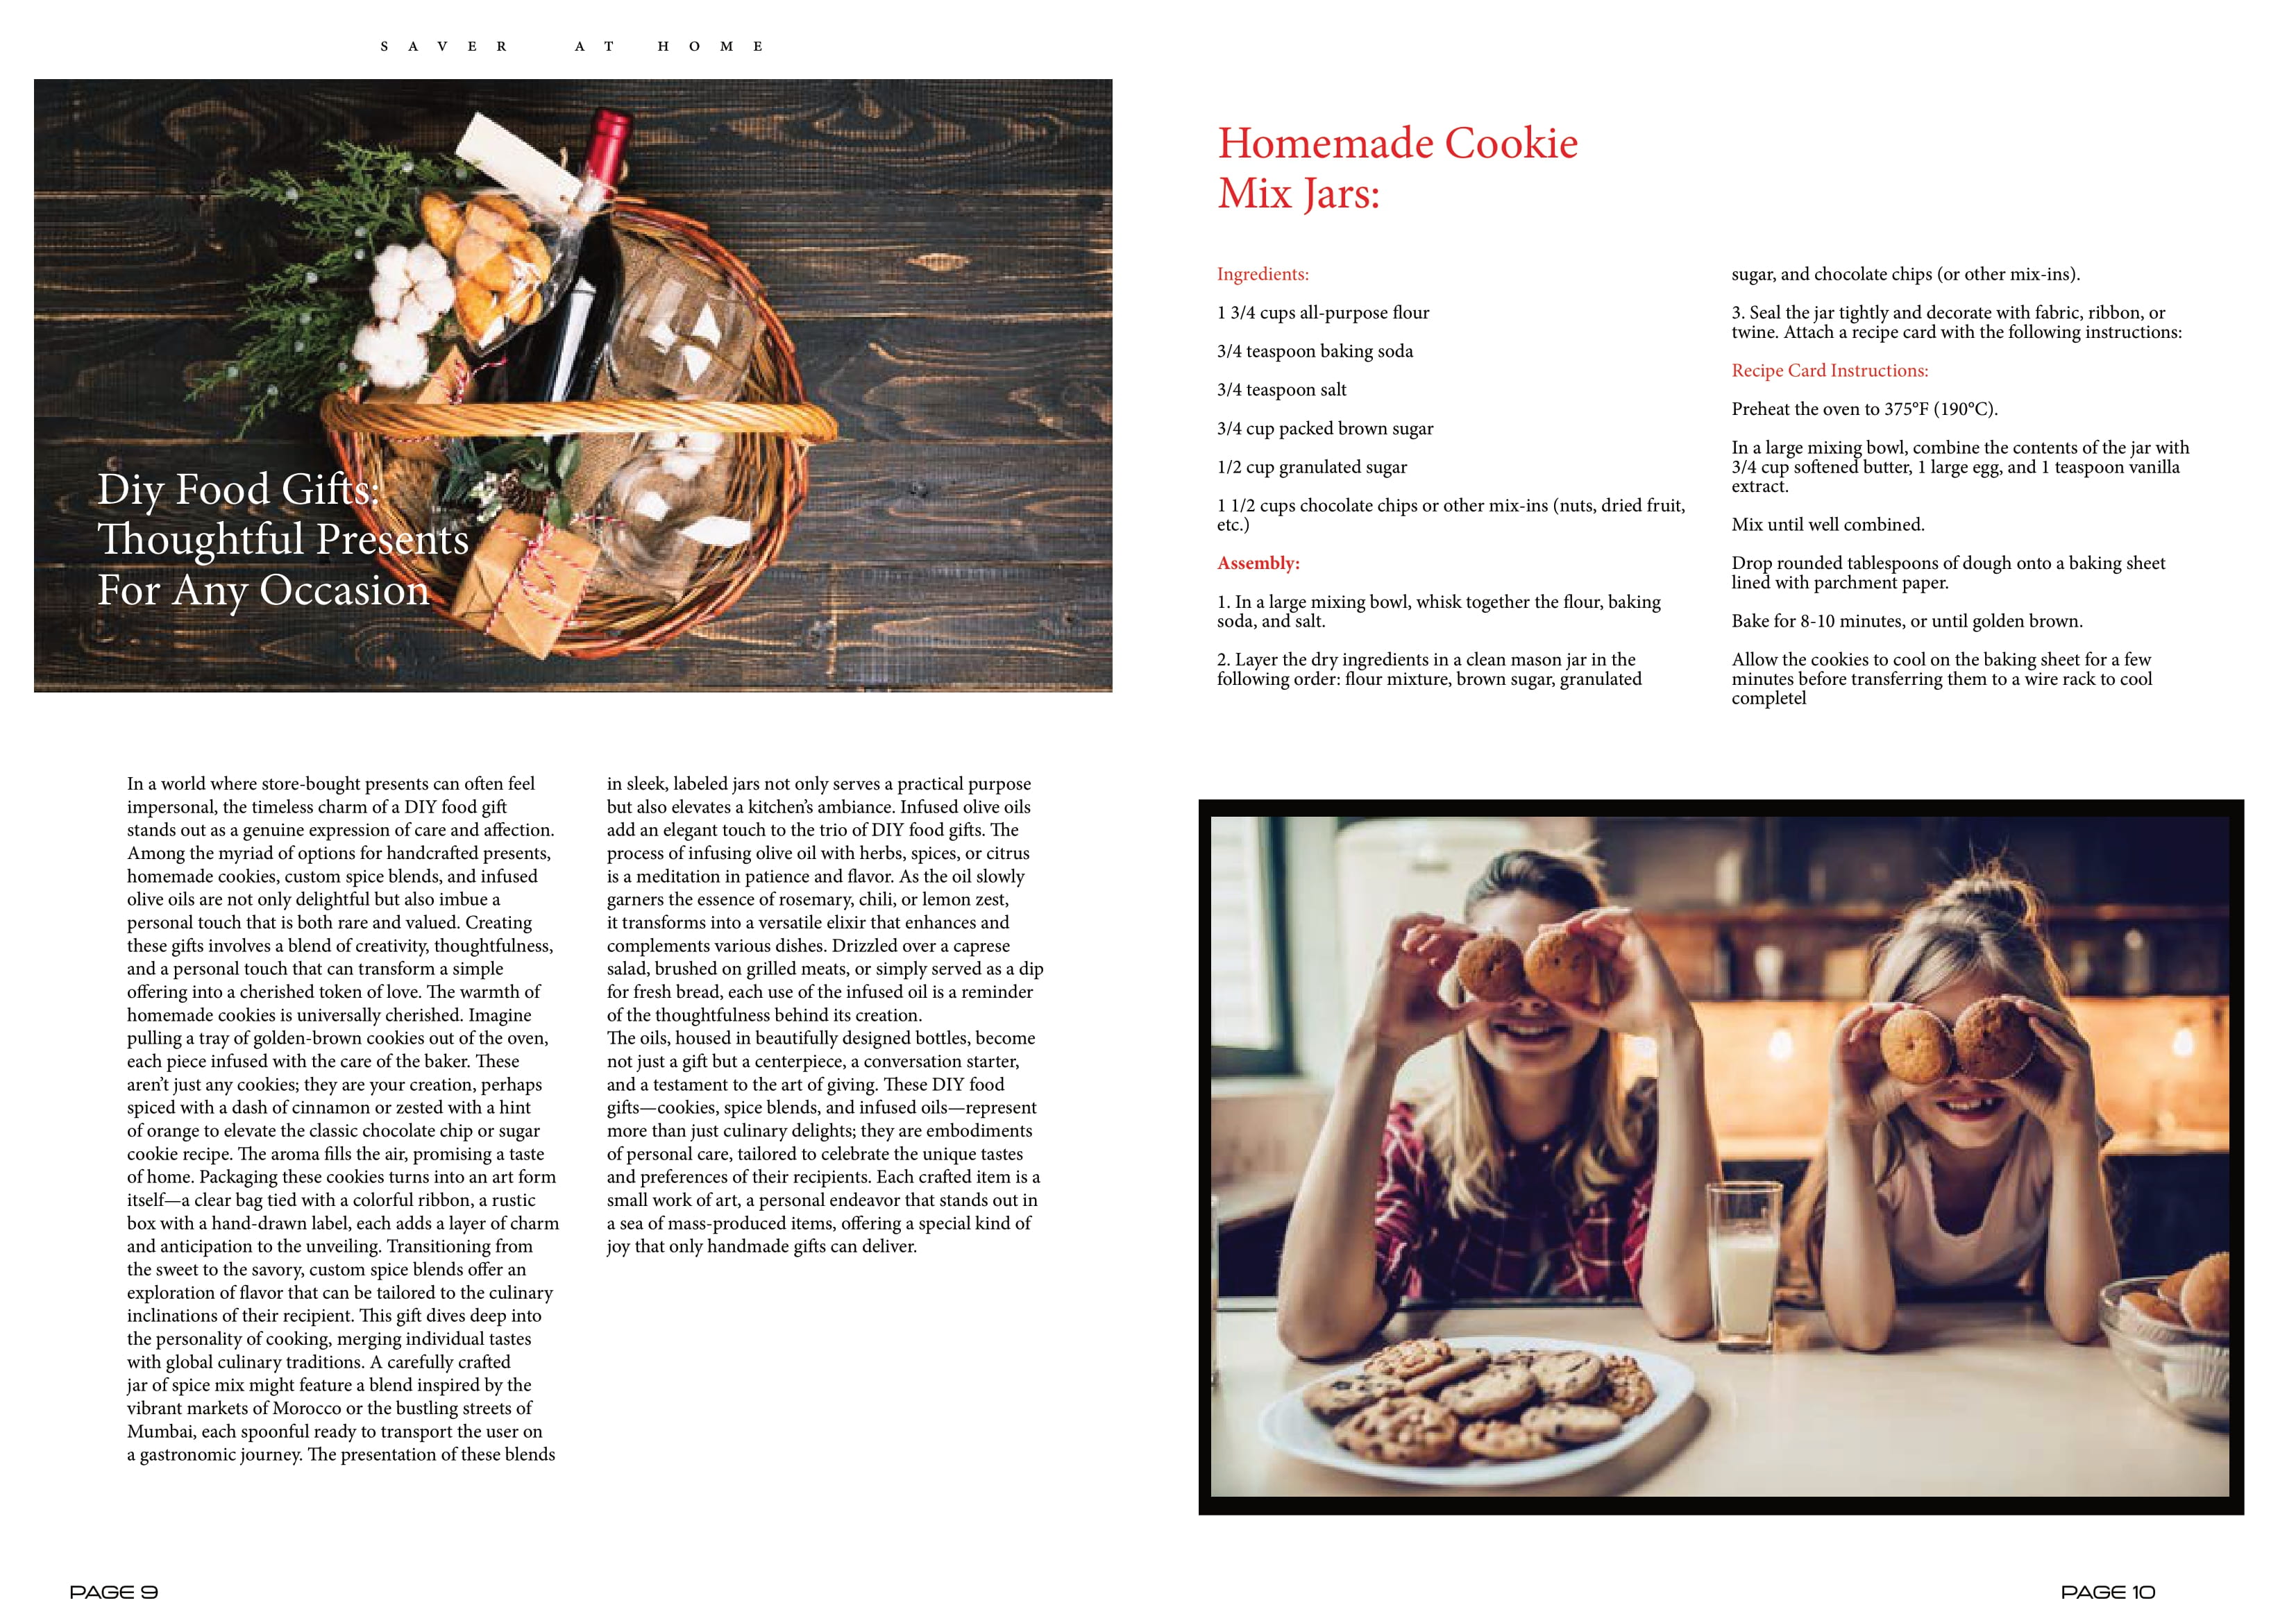 SAVER AT HOME
Diy Food Gifts:
Thoughtful Presents
For Any Occasion
In a world where store-bought presents can often feel
impersonal, the timeless charm of a DIY food gift
stands out as a genuine expression of care and affection.
Among the myriad of options for handcrafted presents,
homemade cookies, custom spice blends, and infused
olive oils are not only delightful but also imbue a
personal touch that is both rare and valued. Creating
these gifts involves a blend of creativity, thoughtfulness,
and a personal touch that can transform a simple
offering into a cherished token of love. The warmth of
homemade cookies is universally cherished. Imagine
pulling a tray of golden-brown cookies out of the oven,
each piece infused with the care of the baker. These
aren’t just any cookies; they are your creation, perhaps
spiced with a dash of cinnamon or zested with a hint
of orange to elevate the classic chocolate chip or sugar
cookie recipe. The aroma fills the air, promising a taste
of home. Packaging these cookies turns into an art form
itself—a clear bag tied with a colorful ribbon, a rustic
box with a hand-drawn label, each adds a layer of charm
and anticipation to the unveiling. Transitioning from
the sweet to the savory, custom spice blends offer an
exploration of flavor that can be tailored to the culinary
inclinations of their recipient. This gift dives deep into
the personality of cooking, merging individual tastes
with global culinary traditions. A carefully crafted
jar of spice mix might feature a blend inspired by the
vibrant markets of Morocco or the bustling streets of
Mumbai, each spoonful ready to transport the user on
a gastronomic journey. The presentation of these blends
in sleek, labeled jars not only serves a practical purpose
but also elevates a kitchen’s ambiance. Infused olive oils
add an elegant touch to the trio of DIY food gifts. The
process of infusing olive oil with herbs, spices, or citrus
is a meditation in patience and flavor. As the oil slowly
garners the essence of rosemary, chili, or lemon zest,
it transforms into a versatile elixir that enhances and
complements various dishes. Drizzled over a caprese
salad, brushed on grilled meats, or simply served as a dip
for fresh bread, each use of the infused oil is a reminder
of the thoughtfulness behind its creation.
The oils, housed in beautifully designed bottles, become
not just a gift but a centerpiece, a conversation starter,
and a testament to the art of giving. These DIY food
gifts—cookies, spice blends, and infused oils—represent
more than just culinary delights; they are embodiments
of personal care, tailored to celebrate the unique tastes
and preferences of their recipients. Each crafted item is a
small work of art, a personal endeavor that stands out in
a sea of mass-produced items, offering a special kind of
joy that only handmade gifts can deliver.
PAGE 9
Homemade Cookie
Mix Jars:
Ingredients:
1 3/4 cups all-purpose flour
3/4 teaspoon baking soda
3/4 teaspoon salt
3/4 cup packed brown sugar
1/2 cup granulated sugar
1 1/2 cups chocolate chips or other mix-ins (nuts, dried fruit,
etc.)
Assembly:
1. In a large mixing bowl, whisk together the flour, baking
soda, and salt.
2. Layer the dry ingredients in a clean mason jar in the
following order: flour mixture, brown sugar, granulated
sugar, and chocolate chips (or other mix-ins).
3. Seal the jar tightly and decorate with fabric, ribbon, or
twine. Attach a recipe card with the following instructions:
Recipe Card Instructions:
Preheat the oven to 375°F (190°C).
In a large mixing bowl, combine the contents of the jar with
3/4 cup softened butter, 1 large egg, and 1 teaspoon vanilla
extract.
Mix until well combined.
Drop rounded tablespoons of dough onto a baking sheet
lined with parchment paper.
Bake for 8-10 minutes, or until golden brown.
Allow the cookies to cool on the baking sheet for a few
minutes before transferring them to a wire rack to cool
completel
PAGE 10